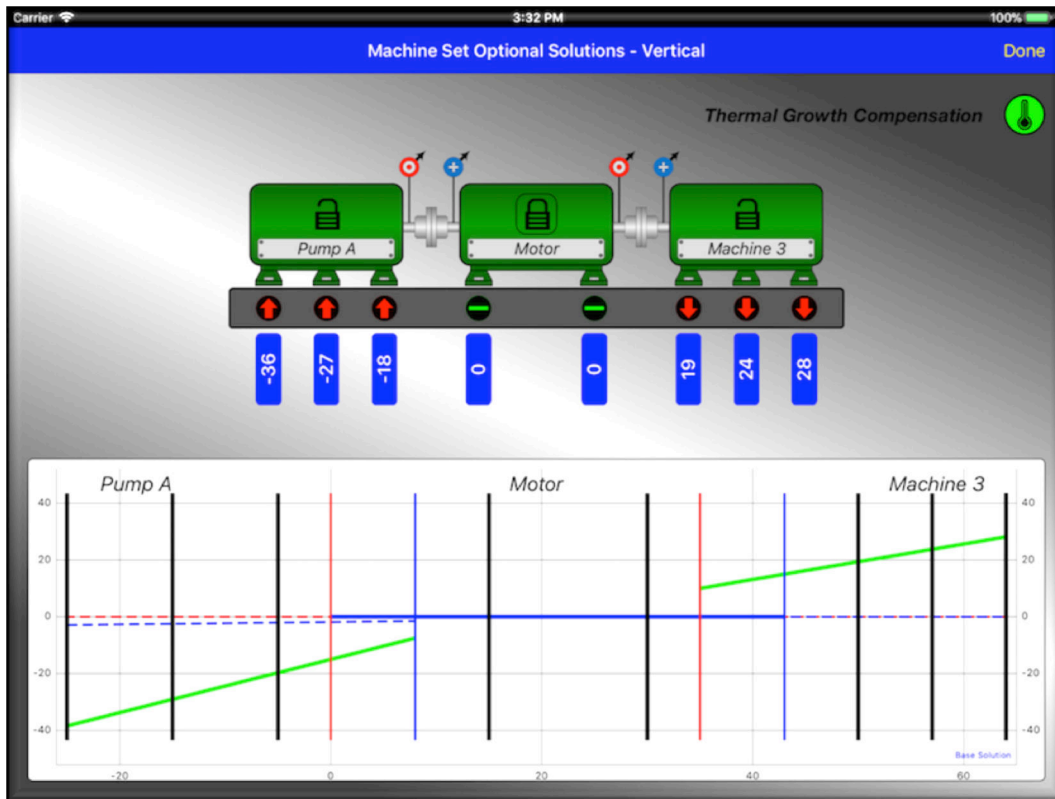 Carrier 3:32 PM 100%
Machine Set Optional Solutions - Vertical Done
Thermal Growth Compensation
Pump A Motor Machine 3
-36 -27 -18 0 0 19 24 28
Pump A Motor Machine 3
40 40
20 20
0 0
-20 -20
-40 -40
Base Solution
-20 0 20 40 60